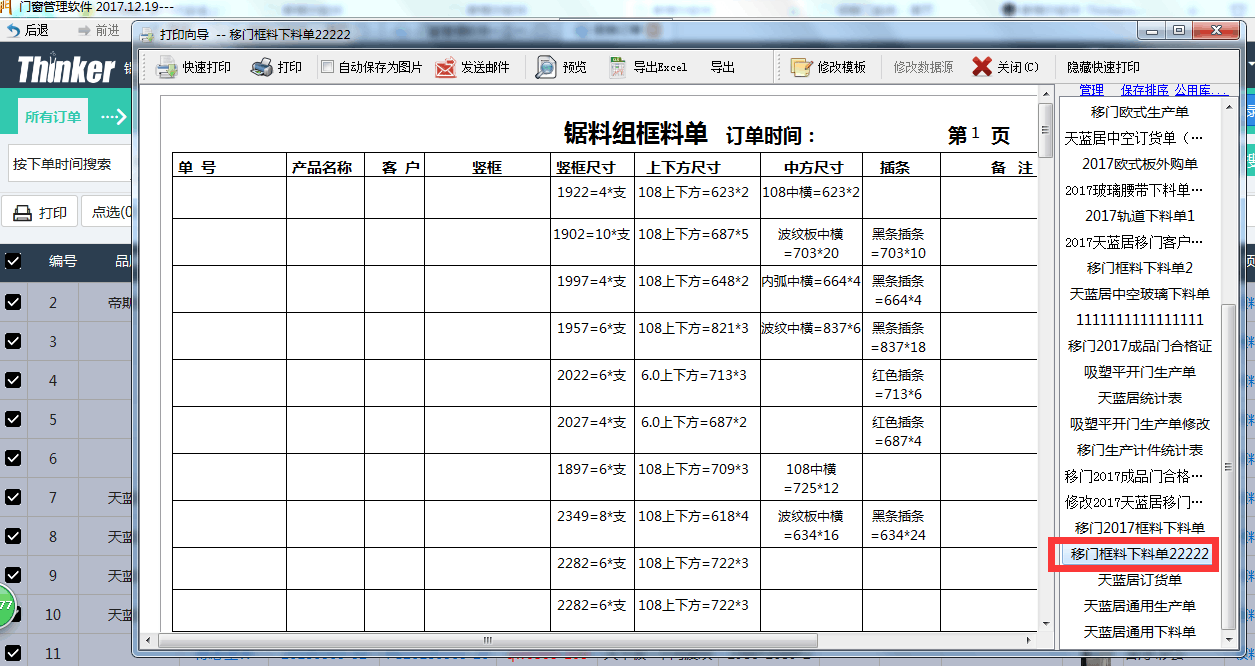 门窗管理软件 2017.12.19---
后退 前进
打印向导 -- 移门框料下料单22222
Thinker
快速打印 打印 自动保存为图片 发送邮件 预览 导出Excel 导出 修改模板 修改数据源 关闭(C) 隐藏快速打印
所有订单
按下单时间搜索
打印 点选(0
编号
2
3
4
5
6
7 天蓝
8 天蓝
9 天蓝
10 天蓝
11
77
锯料组框料单 订单时间：
第 1 页
单 号 产品名称 客 户 竖框 竖框尺寸 上下方尺寸 中方尺寸 插条 备 注
1922=4*支 108上下方=623*2 108中横=623*2
1902=10*支 108上下方=687*5 波纹板中横=703*20 黑条插条=703*10
1997=4*支 108上下方=648*2 内弧中横=664*4 黑条插条=664*4
1957=6*支 108上下方=821*3 波纹中横=837*6 黑条插条=837*18
2022=6*支 6.0上下方=713*3 红色插条=713*6
2027=4*支 6.0上下方=687*2 红色插条=687*4
1897=6*支 108上下方=709*3 108中横=725*12
2349=8*支 108上下方=618*4 波纹板中横=634*16 黑条插条=634*24
2282=6*支 108上下方=722*3
2282=6*支 108上下方=722*3
管理 保存排序 公用库...
移门欧式生产单
天蓝居中空订货单（…
2017欧式板外购单
2017玻璃腰带下料单…
2017轨道下料单1
2017天蓝居移门客户…
移门框料下料单2
天蓝居中空玻璃下料单
1111111111111111
移门2017成品门合格证
吸塑平开门生产单
天蓝居统计表
吸塑平开门生产单修改
移门生产计件统计表
移门2017成品门合格…
修改2017天蓝居移门…
移门2017框料下料单
移门框料下料单22222
天蓝居订货单
天蓝居通用生产单
天蓝居通用下料单